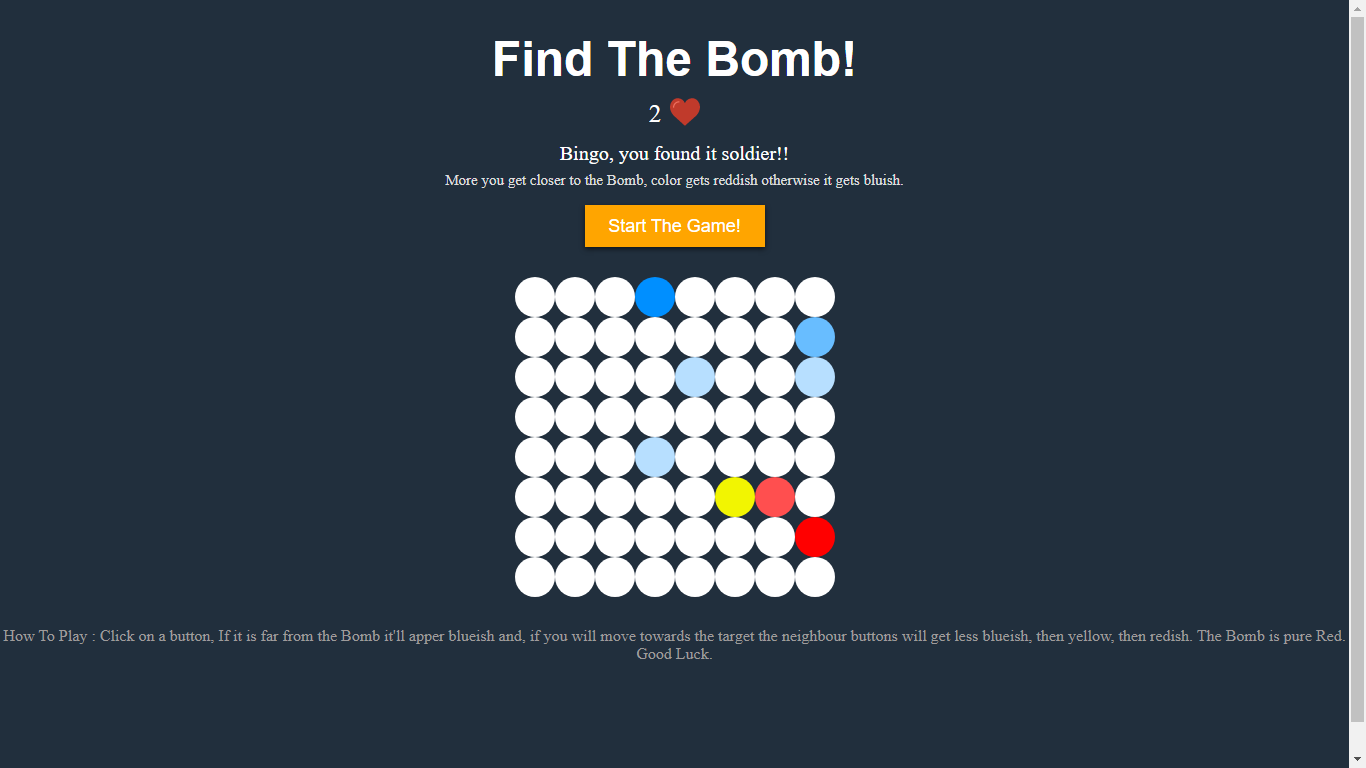 Find The Bomb!
2 ❤️
Bingo, you found it soldier!!
More you get closer to the Bomb, color gets reddish otherwise it gets bluish.
Start The Game!
How To Play : Click on a button, If it is far from the Bomb it'll apper blueish and, if you will move towards the target the neighbour buttons will get less blueish, then yellow, then redish. The Bomb is pure Red.
Good Luck.